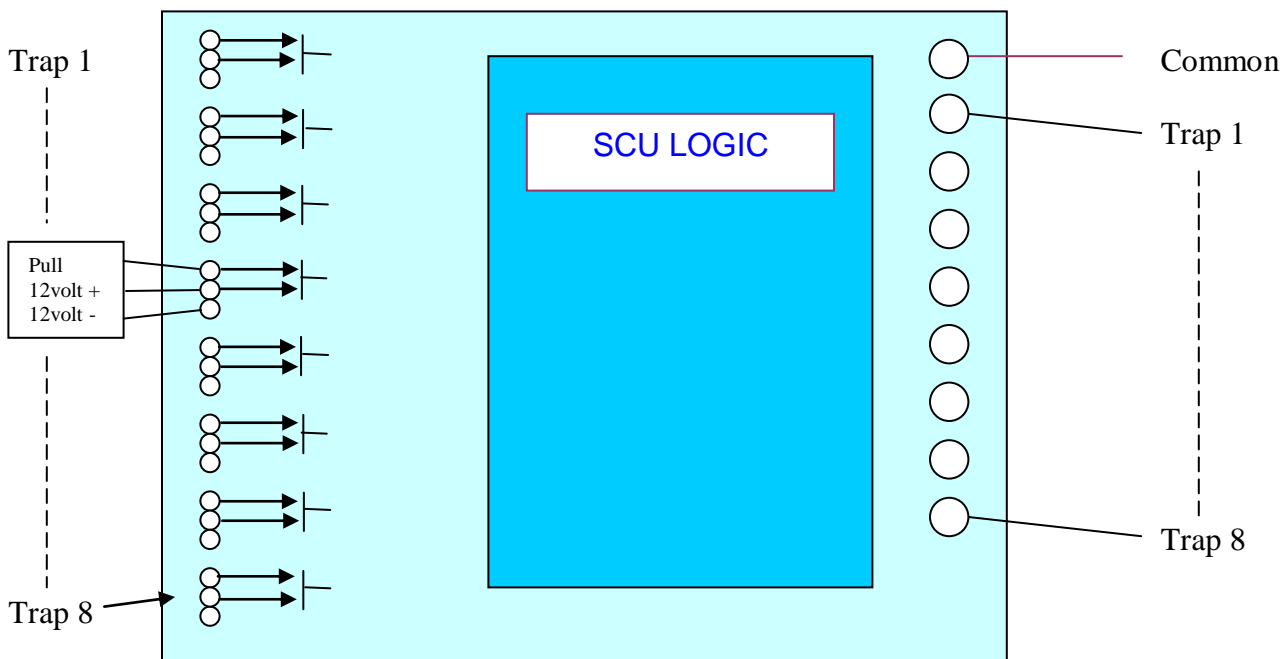 Trap 1
Pull
12volt +
12volt -
Trap 8
SCU LOGIC
Common
Trap 1
Trap 8